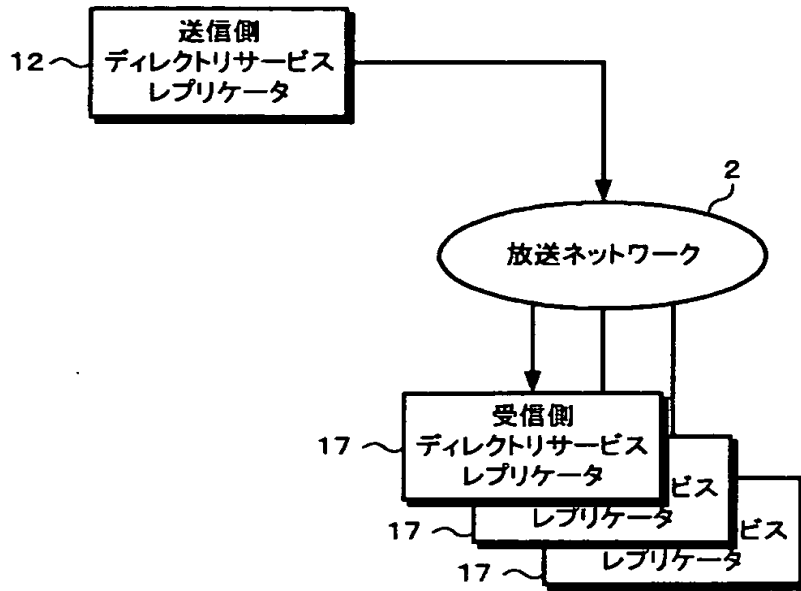 送信側
12
ディレクトリサービス
レプリケータ
2
放送ネットワーク
受信側
17
ディレクトリサービス
レプリケータ
ビス
17
レプリケータ
ビス
17
レプリケータ